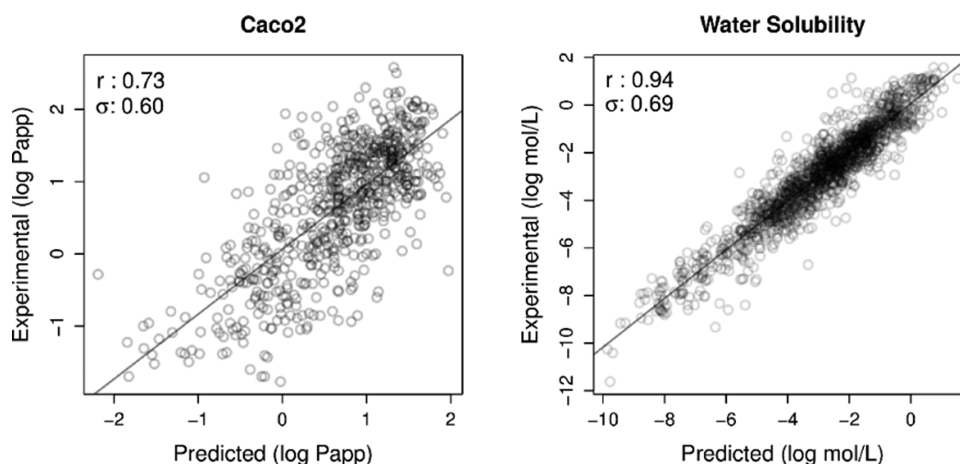 Caco2
r : 0.73
σ: 0.60
Experimental (log Papp)
2
1
0
−1
−2 −1 0 1 2
Predicted (log Papp)
Water Solubility
r : 0.94
σ: 0.69
Experimental (log mol/L)
2
0
−2
−4
−6
−8
−10
−12
−10 −8 −6 −4 −2 0
Predicted (log mol/L)